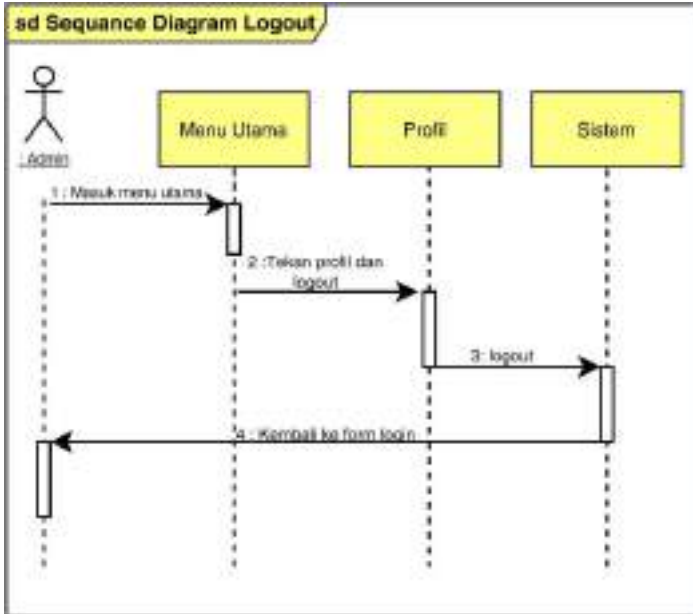 sd Sequance Diagram Logout
: Admin
Menu Utama
Profil
Sistem
1 : Masuk menu utama
2 :Tekan profil dan
logout
3: logout
4 : Kembali ke form login